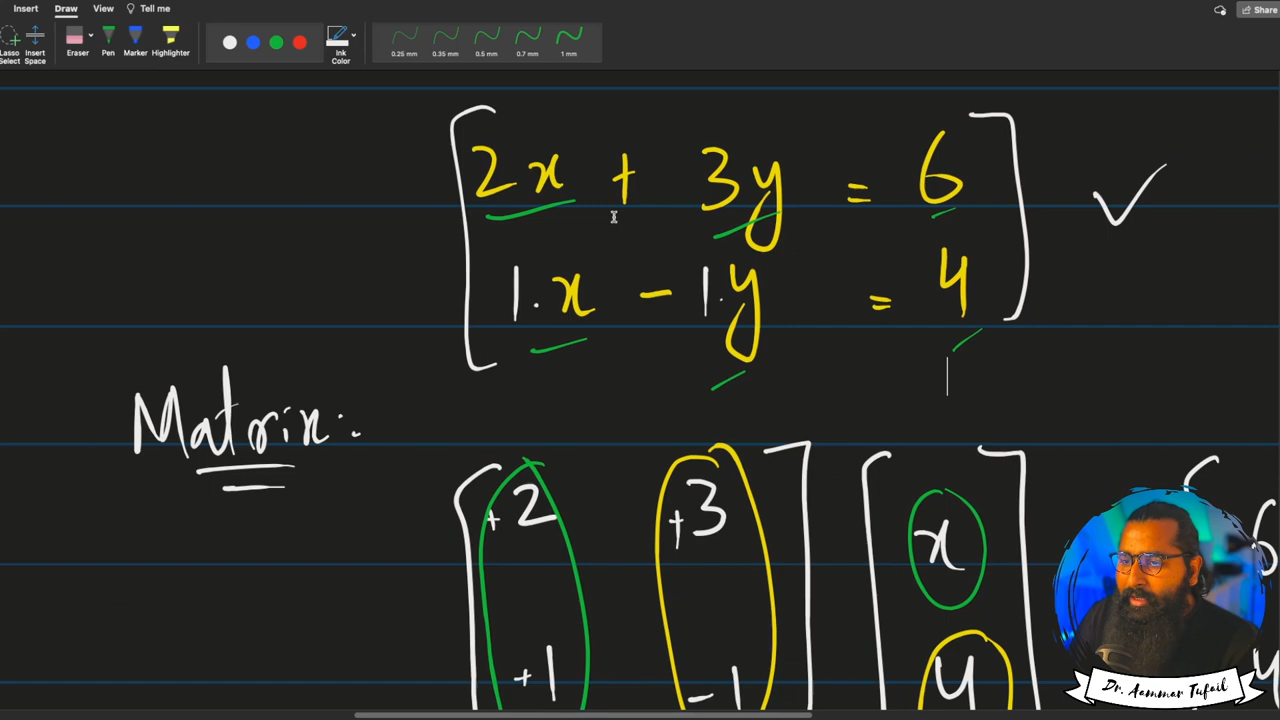 Insert Draw View Tell me
Share
Lasso Select
Insert Space
Eraser Pen Marker Highlighter
Ink Color
0.25 mm 0.35 mm 0.5 mm 0.7 mm 1 mm
2x + 3y = 6
1.x - 1.y = 4
Matrix:
+2 +3 x 6
+1 -1 y 4
Dr. Aammar Tufail